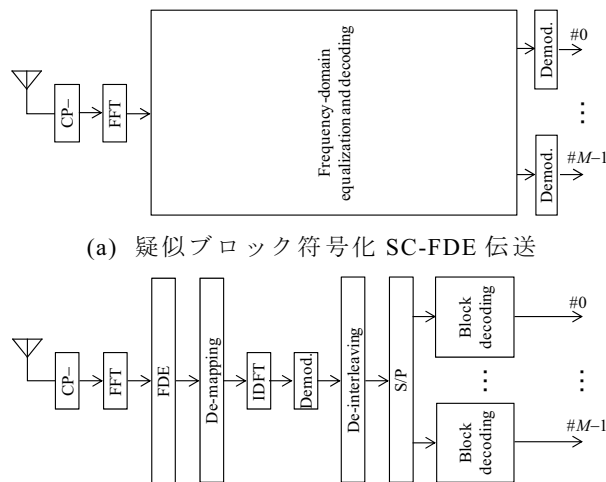 CP–
FFT
Frequency-domain
equalization and decoding
Demod.
#0
⋮
Demod.
#M–1
(a) 疑似ブロック符号化 SC-FDE 伝送
CP–
FFT
FDE
De-mapping
IDFT
Demod.
De-interleaving
S/P
Block
decoding
#0
⋮
⋮
Block
decoding
#M–1